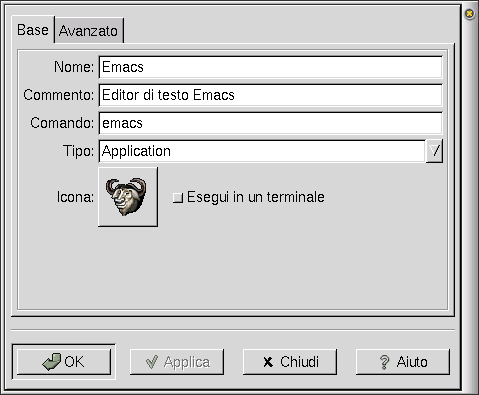 Base Avanzato
Nome: Emacs
Commento: Editor di testo Emacs
Comando: emacs
Tipo: Application
Icona: Esegui in un terminale
OK Applica Chiudi Aiuto